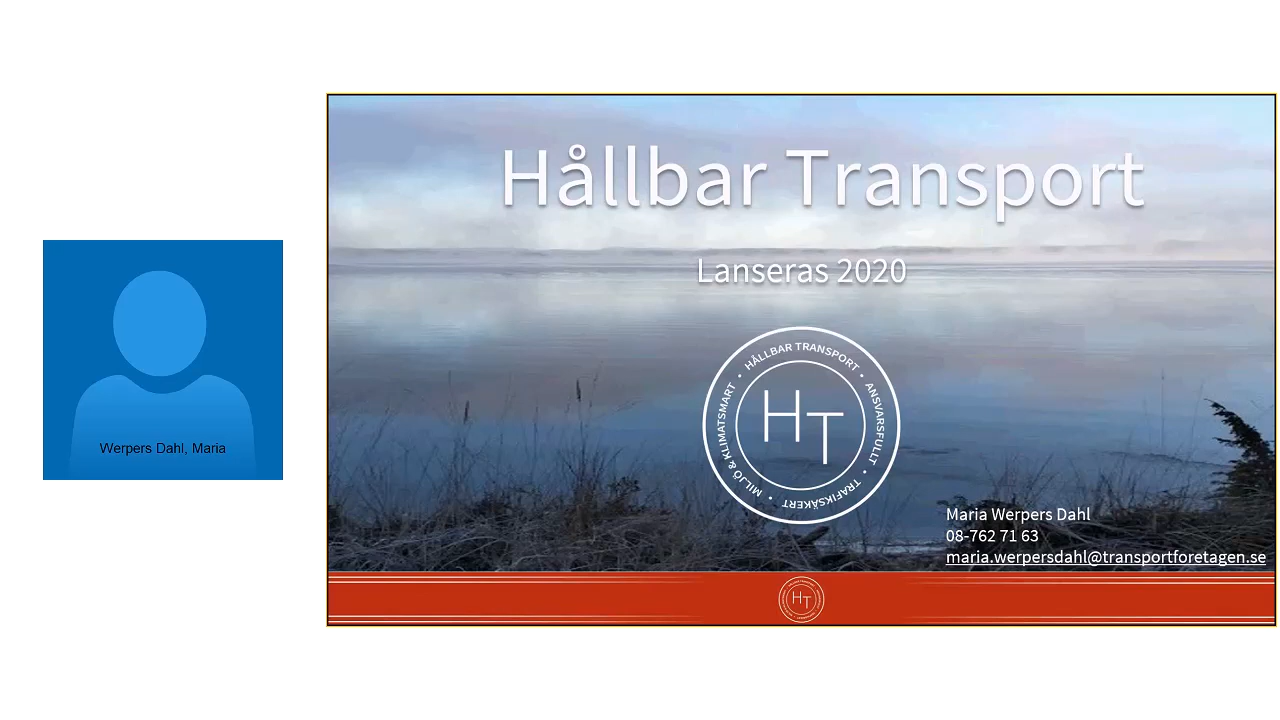 Hållbar Transport
Lanseras 2020
HÅLLBAR TRANSPORT • ANSVARSFULLT • TRAFIKSÄKERT • MILJÖ & KLIMATSMART •
HT
Werpers Dahl, Maria
Maria Werpers Dahl
08-762 71 63
maria.werpersdahl@transportforetagen.se
HT